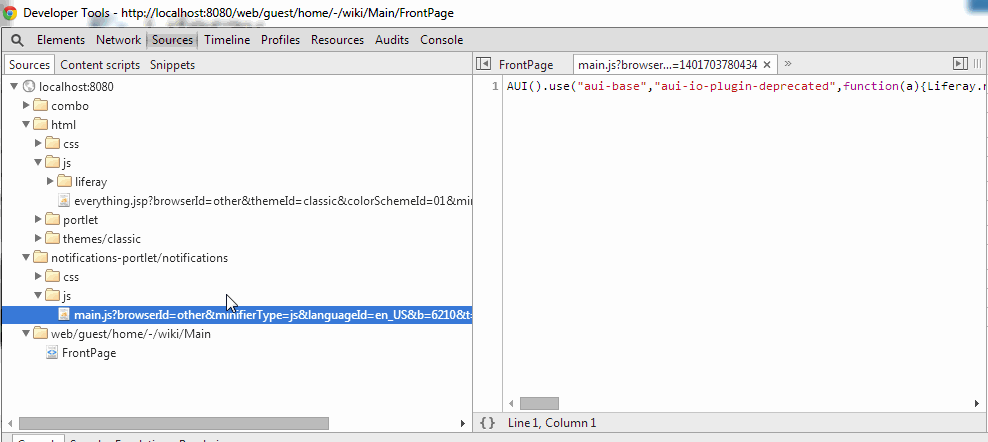 Developer Tools - http://localhost:8080/web/guest/home/-/wiki/Main/FrontPage
Elements Network Sources Timeline Profiles Resources Audits Console
Sources Content scripts Snippets
FrontPage main.js?browser...=1401703780434 × »
localhost:8080
1 AUI().use("aui-base","aui-io-plugin-deprecated",function(a){Liferay.
combo
html
css
js
liferay
everything.jsp?browserId=other&themeId=classic&colorSchemeId=01&mi
portlet
themes/classic
notifications-portlet/notifications
css
js
main.js?browserId=other&minifierType=js&languageId=en_US&b=6210&t=
web/guest/home/-/wiki/Main
FrontPage
{} Line 1, Column 1